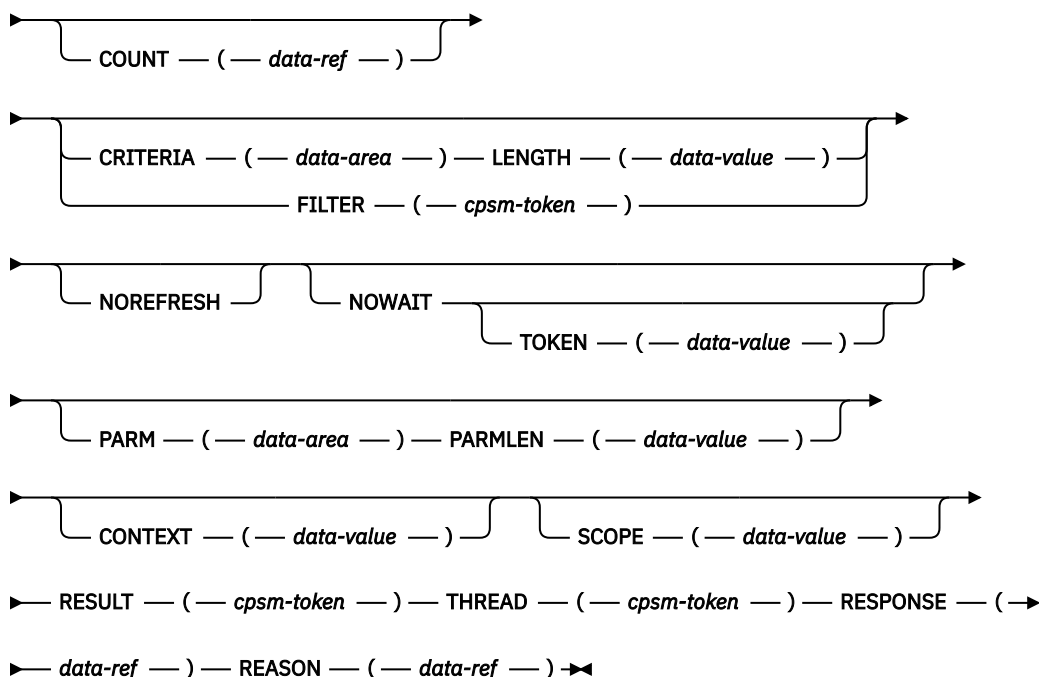 COUNT ( data-ref )
CRITERIA ( data-area ) LENGTH ( data-value )
FILTER ( cpsm-token )
NOREFRESH NOWAIT
TOKEN ( data-value )
PARM ( data-area ) PARMLEN ( data-value )
CONTEXT ( data-value ) SCOPE ( data-value )
RESULT ( cpsm-token ) THREAD ( cpsm-token ) RESPONSE (
data-ref ) REASON ( data-ref )